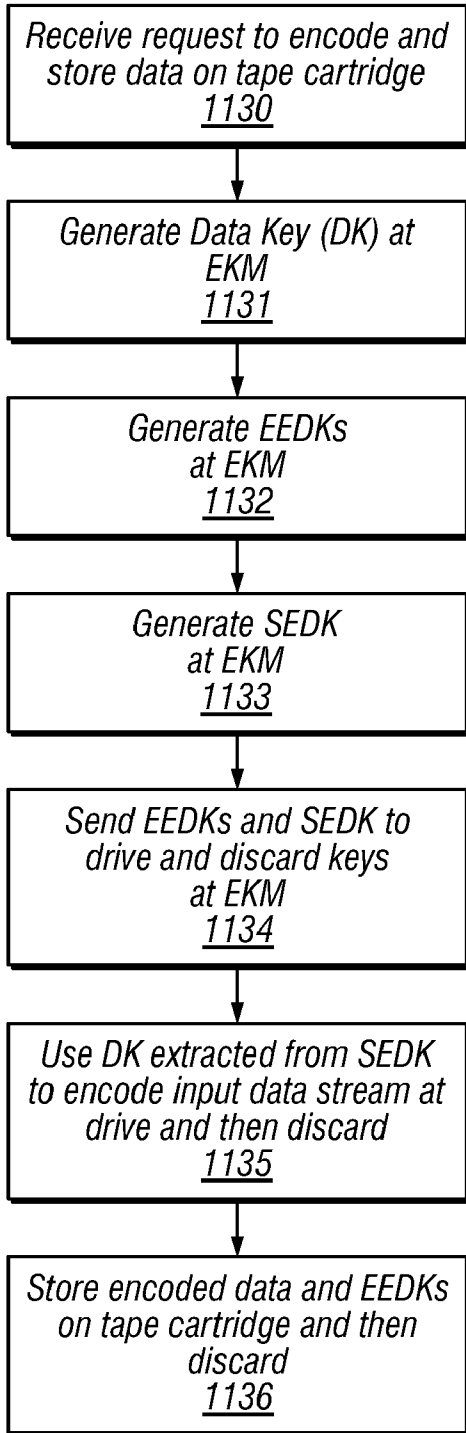 Receive request to encode and
store data on tape cartridge
1130
Generate Data Key (DK) at
EKM
1131
Generate EEDKs
at EKM
1132
Generate SEDK
at EKM
1133
Send EEDKs and SEDK to
drive and discard keys
at EKM
1134
Use DK extracted from SEDK
to encode input data stream at
drive and then discard
1135
Store encoded data and EEDKs
on tape cartridge and then
discard
1136